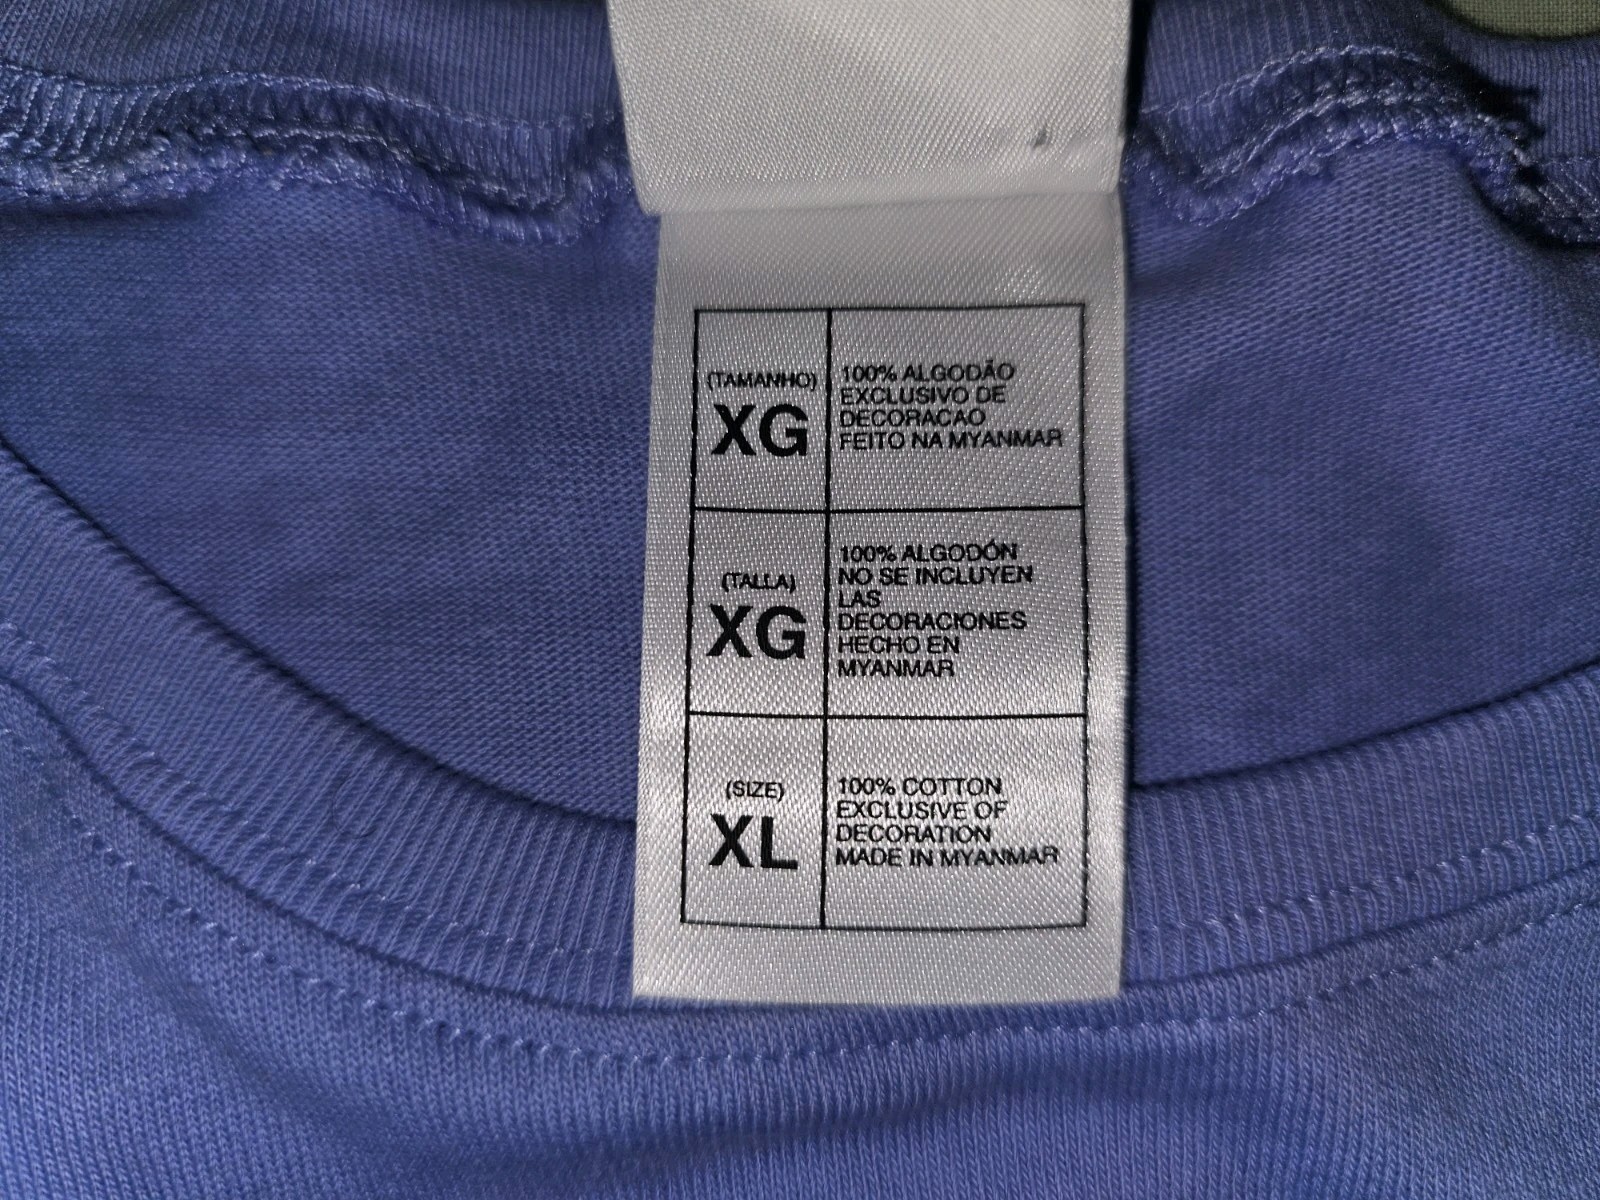 (TAMANHO)
XG
100% ALGODÃO
EXCLUSIVO DE
DECORACAO
FEITO NA MYANMAR
(TALLA)
XG
100% ALGODÓN
NO SE INCLUYEN
LAS
DECORACIONES
HECHO EN
MYANMAR
(SIZE)
XL
100% COTTON
EXCLUSIVE OF
DECORATION
MADE IN MYANMAR